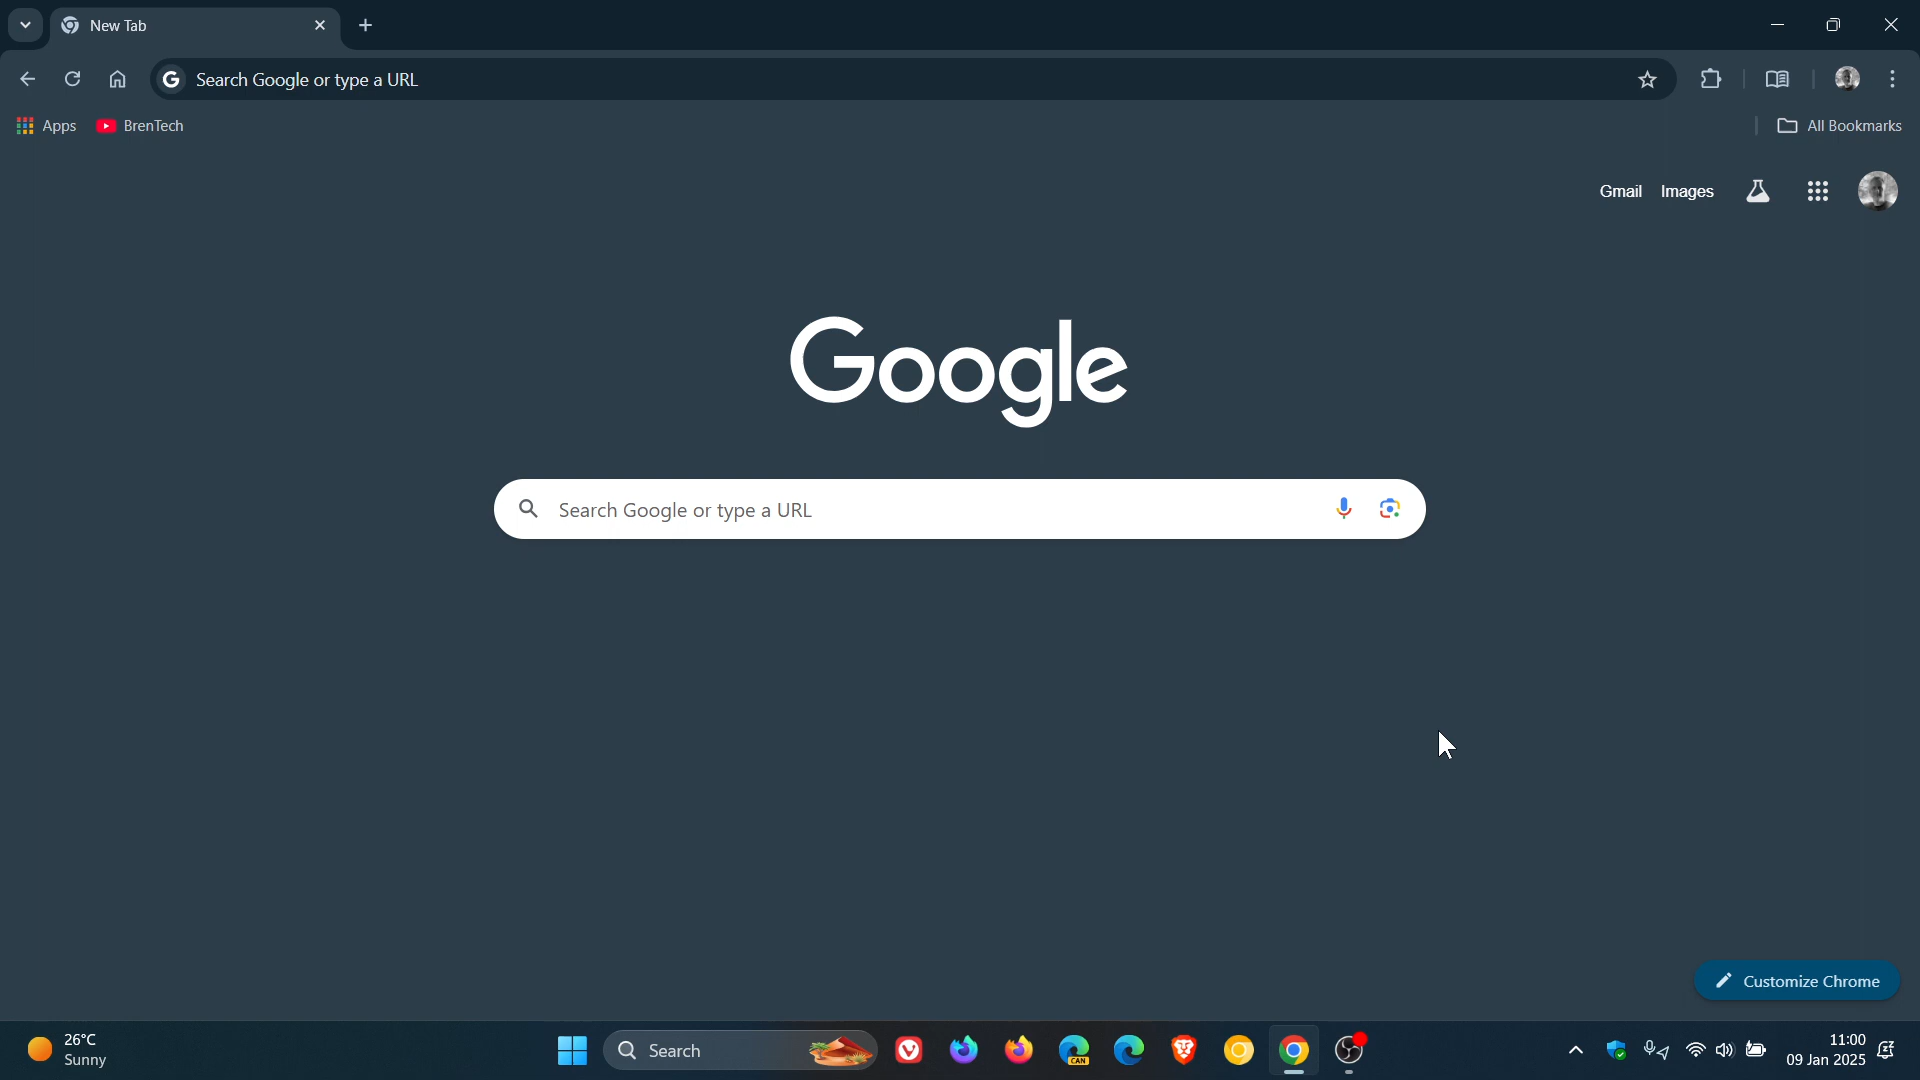 New Tab
Search Google or type a URL
Apps
BrenTech
All Bookmarks
Gmail
Images
Google
Search Google or type a URL
Customize Chrome
26°C
Sunny
Search
CAN
11:00
09 Jan 2025